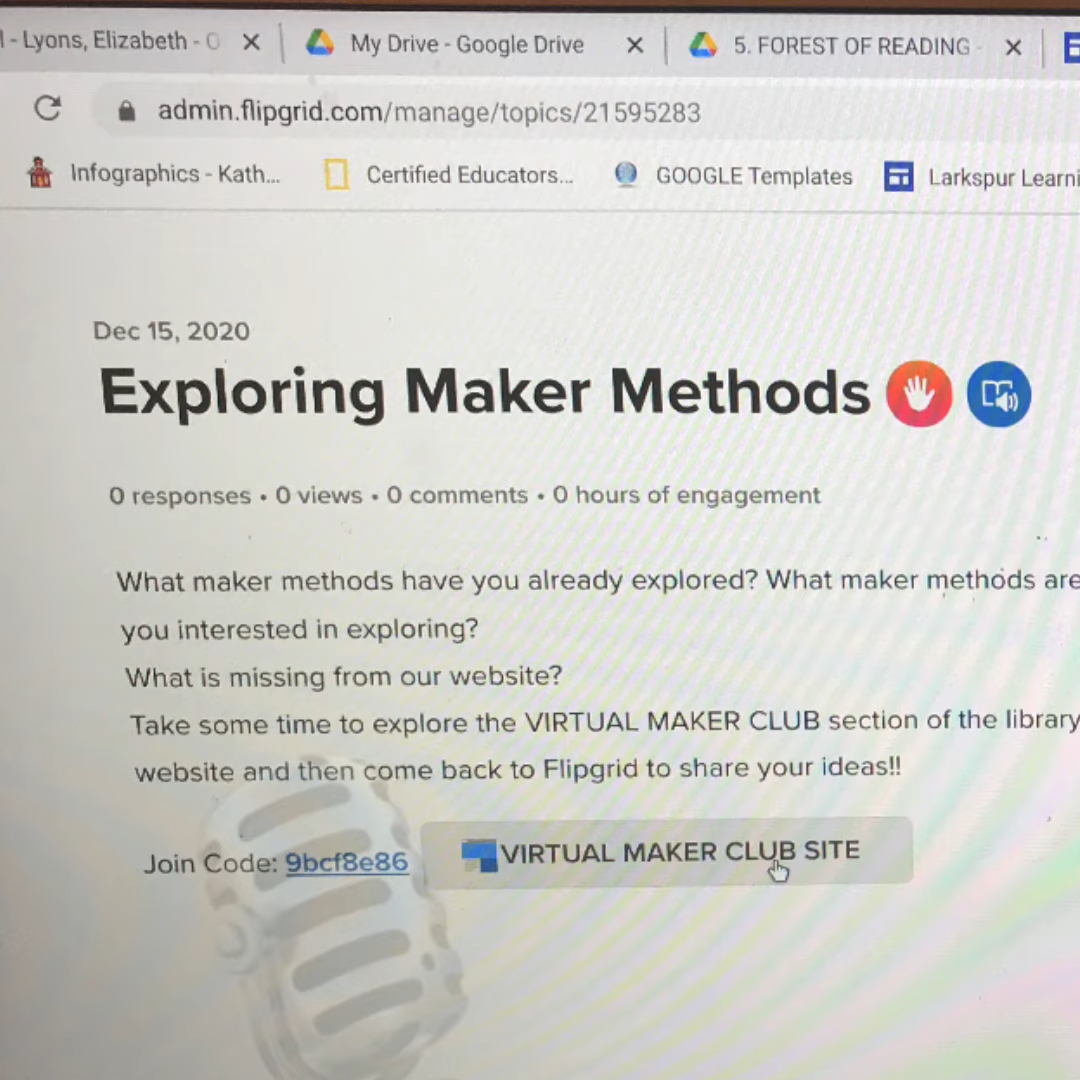 - Lyons, Elizabeth -
My Drive - Google Drive
5. FOREST OF READING -
admin.flipgrid.com/manage/topics/21595283
Infographics - Kath...
Certified Educators...
GOOGLE Templates
Larkspur Learni
Dec 15, 2020
Exploring Maker Methods
0 responses • 0 views • 0 comments • 0 hours of engagement
What maker methods have you already explored? What maker methods are
you interested in exploring?
What is missing from our website?
Take some time to explore the VIRTUAL MAKER CLUB section of the library
website and then come back to Flipgrid to share your ideas!!
Join Code: 9bcf8e86
VIRTUAL MAKER CLUB SITE